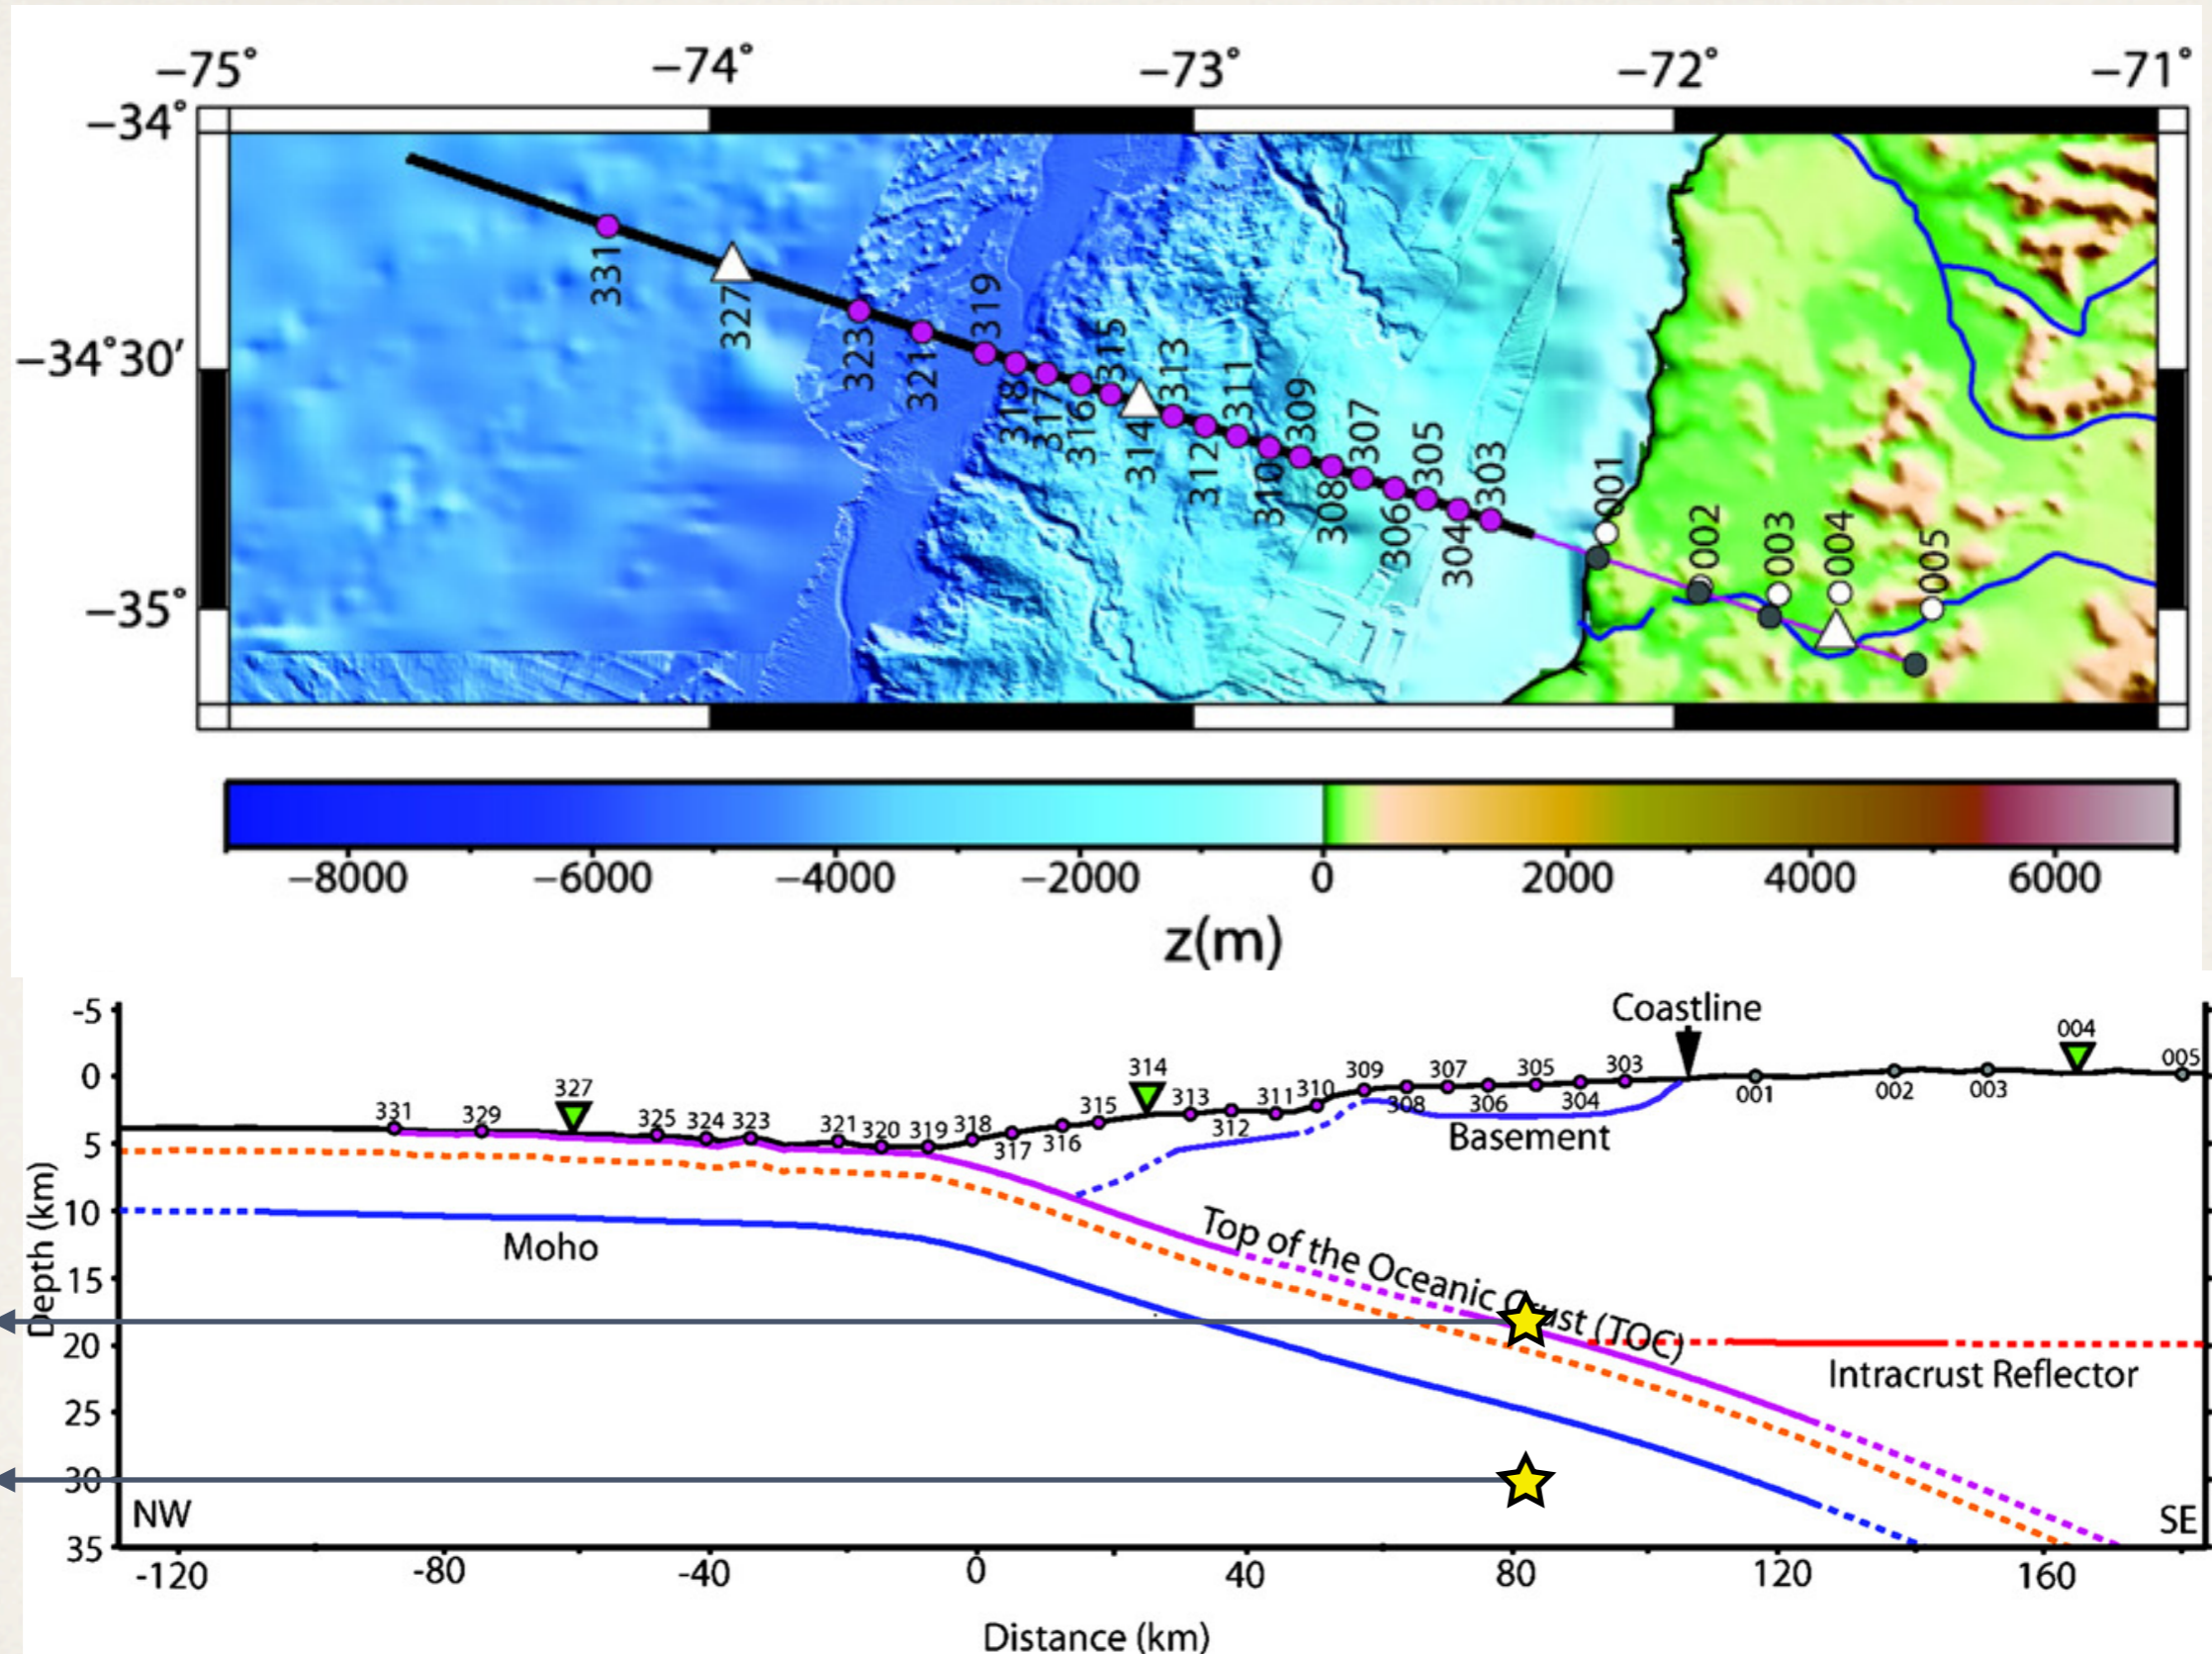 −75° −74° −73° −72° −71°
−34°
−34°30′
−35°
331
327
323
321
319
318
317
316
315
314
313
312
311
310
309
308
307
306
305
304
303
001
002
003
004
005
−8000 −6000 −4000 −2000 0 2000 4000 6000
z(m)
Coastline
-5
0
5
10
15
20
25
30
35
Depth (km)
331 329 327 325 324 323 321 320 319 318 317 316 315 314 313 312 311 310 309 308 307 306 305 304 303 001 002 003 004 005
Basement
Moho
Top of the Oceanic Crust (TOC)
Intracrust Reflector
NW SE
-120 -80 -40 0 40 80 120 160
Distance (km)